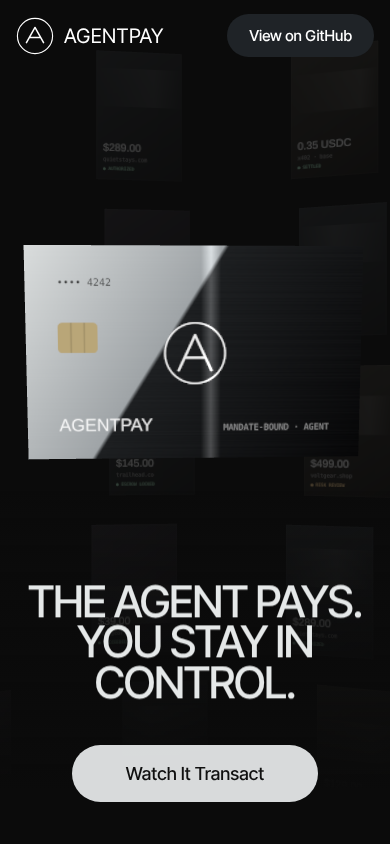 AGENTPAY
View on GitHub
$289.00
0.35 USDC
•••• 4242
AGENTPAY
MANDATE-BOUND · AGENT
$145.00
$499.00
THE AGENT PAYS.
YOU STAY IN
CONTROL.
Watch It Transact